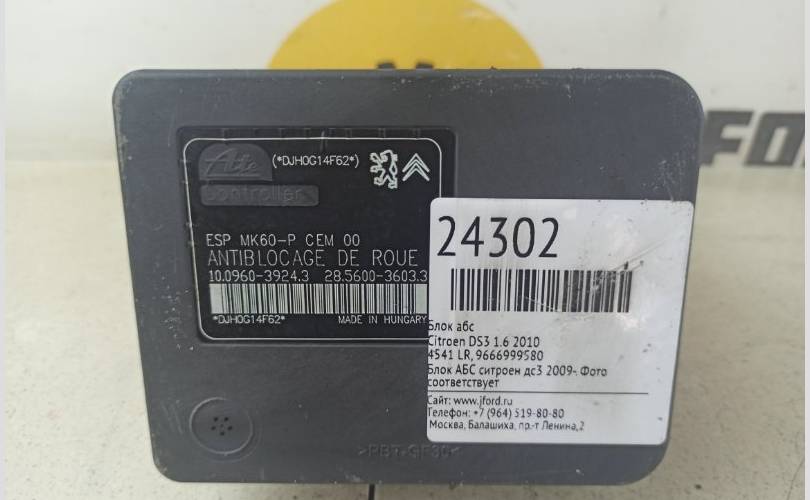 FOR
Ate
(*DJH0G14F62*)
Controller
ESP MK60-P CEM 00
ANTIBLOCAGE DE ROUE
10.0960-3924.3 28.5600-3603.3
*DJH0G14F62*
MADE IN HUNGARY
24302
Блок абс
Citroen DS3 1.6 2010
4541 LR, 9666999580
Блок АБС ситроен дс3 2009-. Фото
соответствует
Сайт: www.jford.ru
Телефон: +7 (964) 519-80-80
Москва, Балашиха, пр-т Ленина,2
>PBT-GF30<